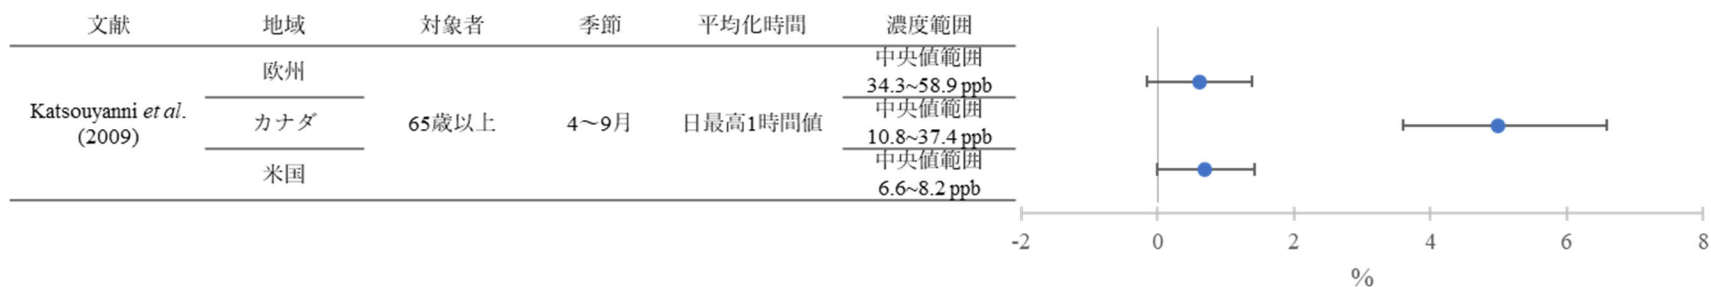 文献 地域 対象者 季節 平均化時間 濃度範囲
欧州 中央値範囲
34.3~58.9 ppb
Katsouyanni et al.
(2009)
カナダ 65歳以上 4～9月 日最高1時間値 中央値範囲
10.8~37.4 ppb
米国 中央値範囲
6.6~8.2 ppb
-2 0 2 4 6 8
%